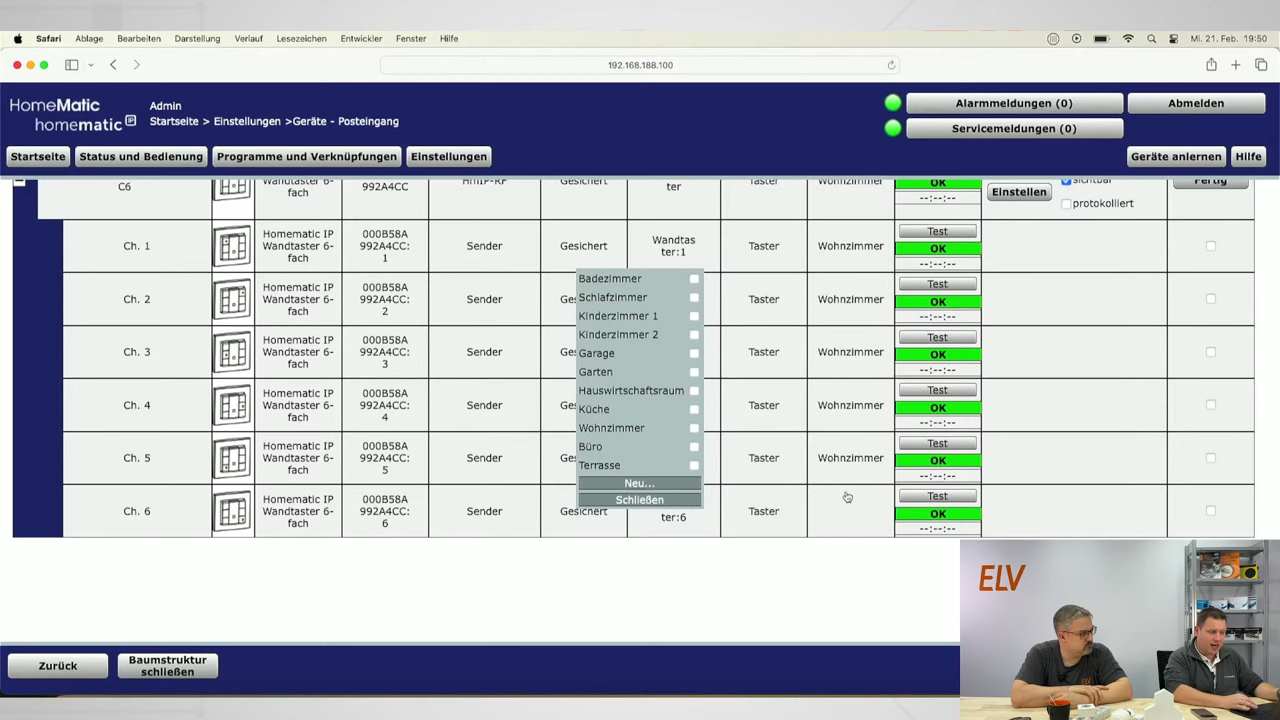 Safari Ablage Bearbeiten Darstellung Verlauf Lesezeichen Entwickler Fenster Hilfe
Mi. 21. Feb. 19:50
192.168.188.100
HomeMatic
homematic IP
Admin
Startseite > Einstellungen >Geräte - Posteingang
Alarmmeldungen (0)
Abmelden
Servicemeldungen (0)
Startseite
Status und Bedienung
Programme und Verknüpfungen
Einstellungen
Geräte anlernen
Hilfe
C6
Wandtaster 6-
fach
992A4CC
HmIP-RF
Gesichert
ter
Taster
Wohnzimmer
OK
--:--:--
Einstellen
sichtbar
protokolliert
Fertig
Ch. 1
Homematic IP
Wandtaster 6-
fach
000B58A
992A4CC:
1
Sender
Gesichert
Wandtas
ter:1
Taster
Wohnzimmer
Test
OK
--:--:--
Ch. 2
Homematic IP
Wandtaster 6-
fach
000B58A
992A4CC:
2
Sender
Taster
Wohnzimmer
Test
OK
--:--:--
Ch. 3
Homematic IP
Wandtaster 6-
fach
000B58A
992A4CC:
3
Sender
Taster
Wohnzimmer
Test
OK
--:--:--
Ch. 4
Homematic IP
Wandtaster 6-
fach
000B58A
992A4CC:
4
Sender
Taster
Wohnzimmer
Test
OK
--:--:--
Ch. 5
Homematic IP
Wandtaster 6-
fach
000B58A
992A4CC:
5
Sender
Taster
Wohnzimmer
Test
OK
--:--:--
Ch. 6
Homematic IP
Wandtaster 6-
fach
000B58A
992A4CC:
6
Sender
Gesichert
ter:6
Taster
Test
OK
--:--:--
Badezimmer
Schlafzimmer
Kinderzimmer 1
Kinderzimmer 2
Garage
Garten
Hauswirtschaftsraum
Küche
Wohnzimmer
Büro
Terrasse
Neu...
Schließen
Zurück
Baumstruktur
schließen
ELV
ELV